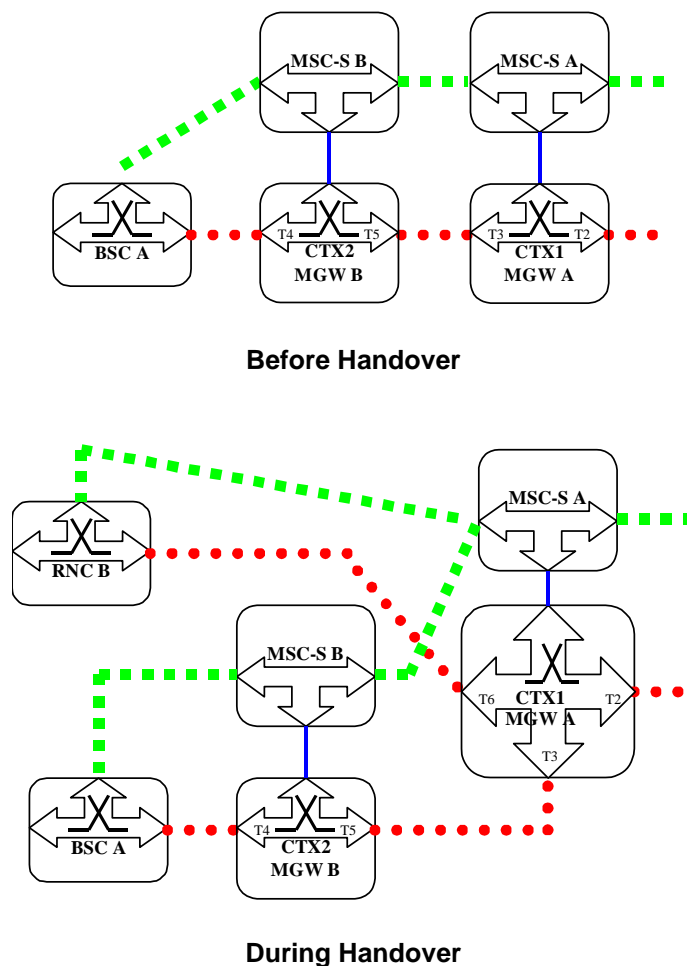 MSC-S B
MSC-S A
BSC A
T4
T5
CTX2
MGW B
T3
T2
CTX1
MGW A
Before Handover
MSC-S A
RNC B
MSC-S B
T6
T2
CTX1
MGW A
T3
BSC A
T4
T5
CTX2
MGW B
During Handover